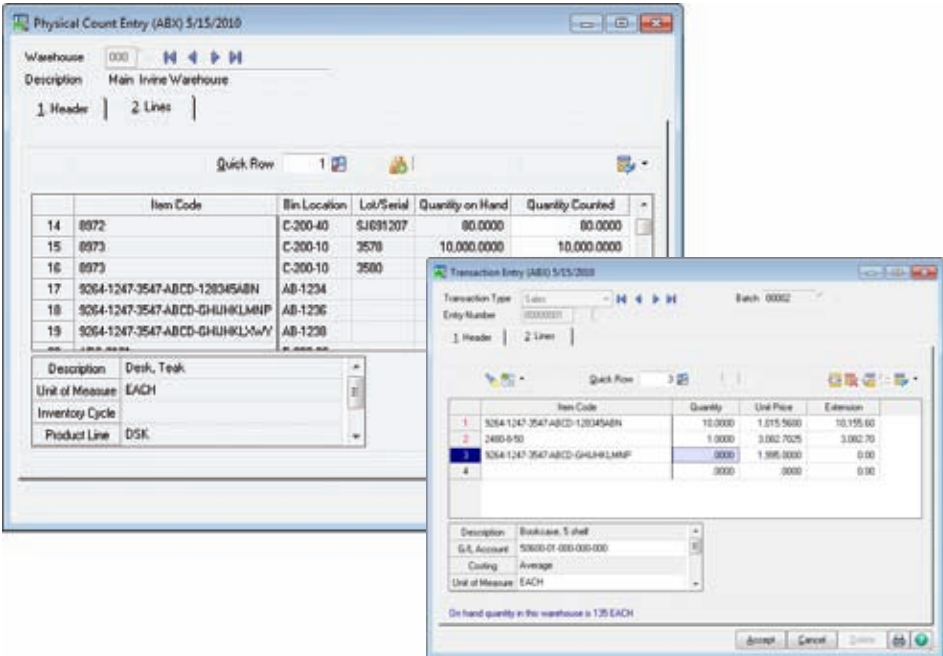 Physical Count Entry (ABX) 5/15/2010
Warehouse 000
Description Main Irvine Warehouse
1. Header 2. Lines
Quick Row 1
Item Code Bin Location Lot/Serial Quantity on Hand Quantity Counted
14 8972 C-200-40 SJ691207 80.0000 80.0000
15 8973 C-200-10 3578 10,000.0000 10,000.0000
16 8973 C-200-10 3580
17 9264-1247-3547-ABCD-120345ABN AB-1234
18 9264-1247-3547-ABCD-GHIJHKLMNP AB-1236
19 9264-1247-3547-ABCD-GHIJHKLXWVY AB-1238
Description Desk, Teak
Unit of Measure EACH
Inventory Cycle
Product Line DSK
Transaction Entry (ABX) 5/15/2010
Transaction Type Sales Batch 00002
Entry Number 00000001
1. Header 2. Lines
Quick Row 3
Item Code Quantity Unit Price Extension
1 9264-1247-3547-ABCD-120345ABN 10.0000 1,015.5600 10,155.60
2 2480-8-50 1.0000 3,082.7025 3,082.70
3 9264-1247-3547-ABCD-GHIJHKLMNP .0000 1,995.0000 0.00
4 .0000 .0000 0.00
Description Bookcase, 5 shelf
G/L Account 50600-01-000-000-000
Costing Average
Unit of Measure EACH
On hand quantity in this warehouse is 135 EACH
Accept Cancel Delete